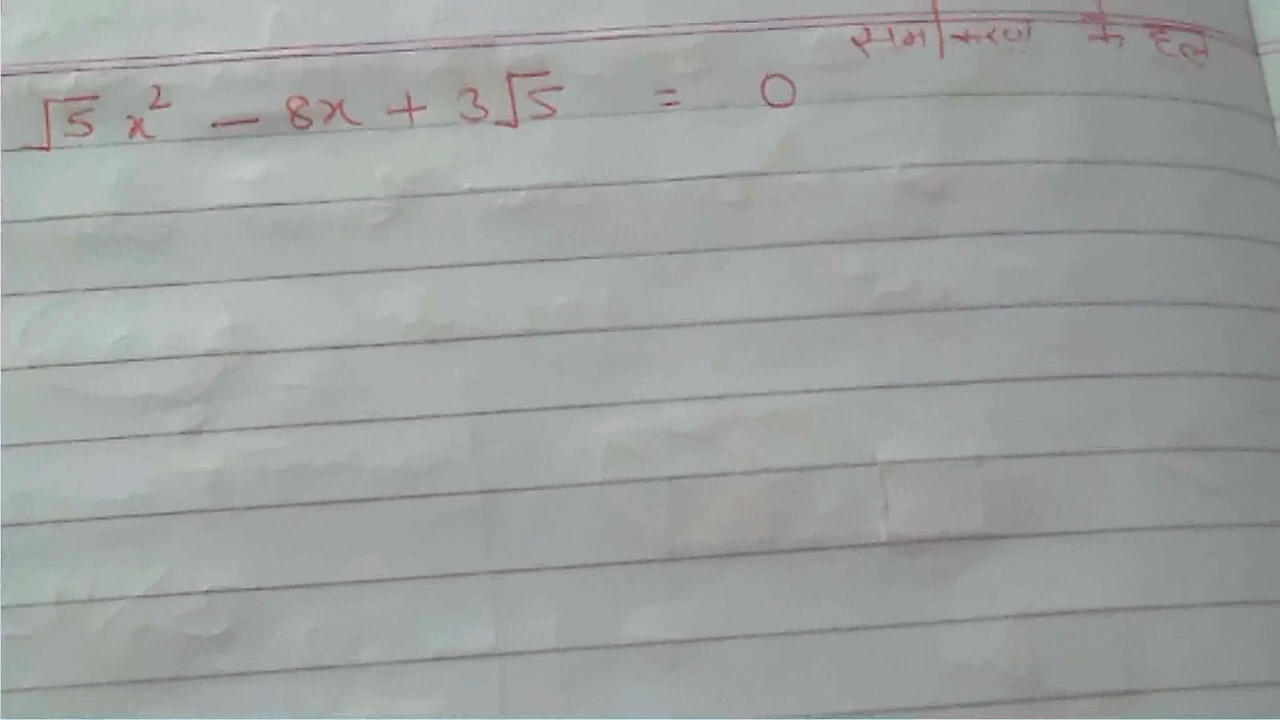 समीकरण के हल
√5 x² - 8x + 3√5 = 0